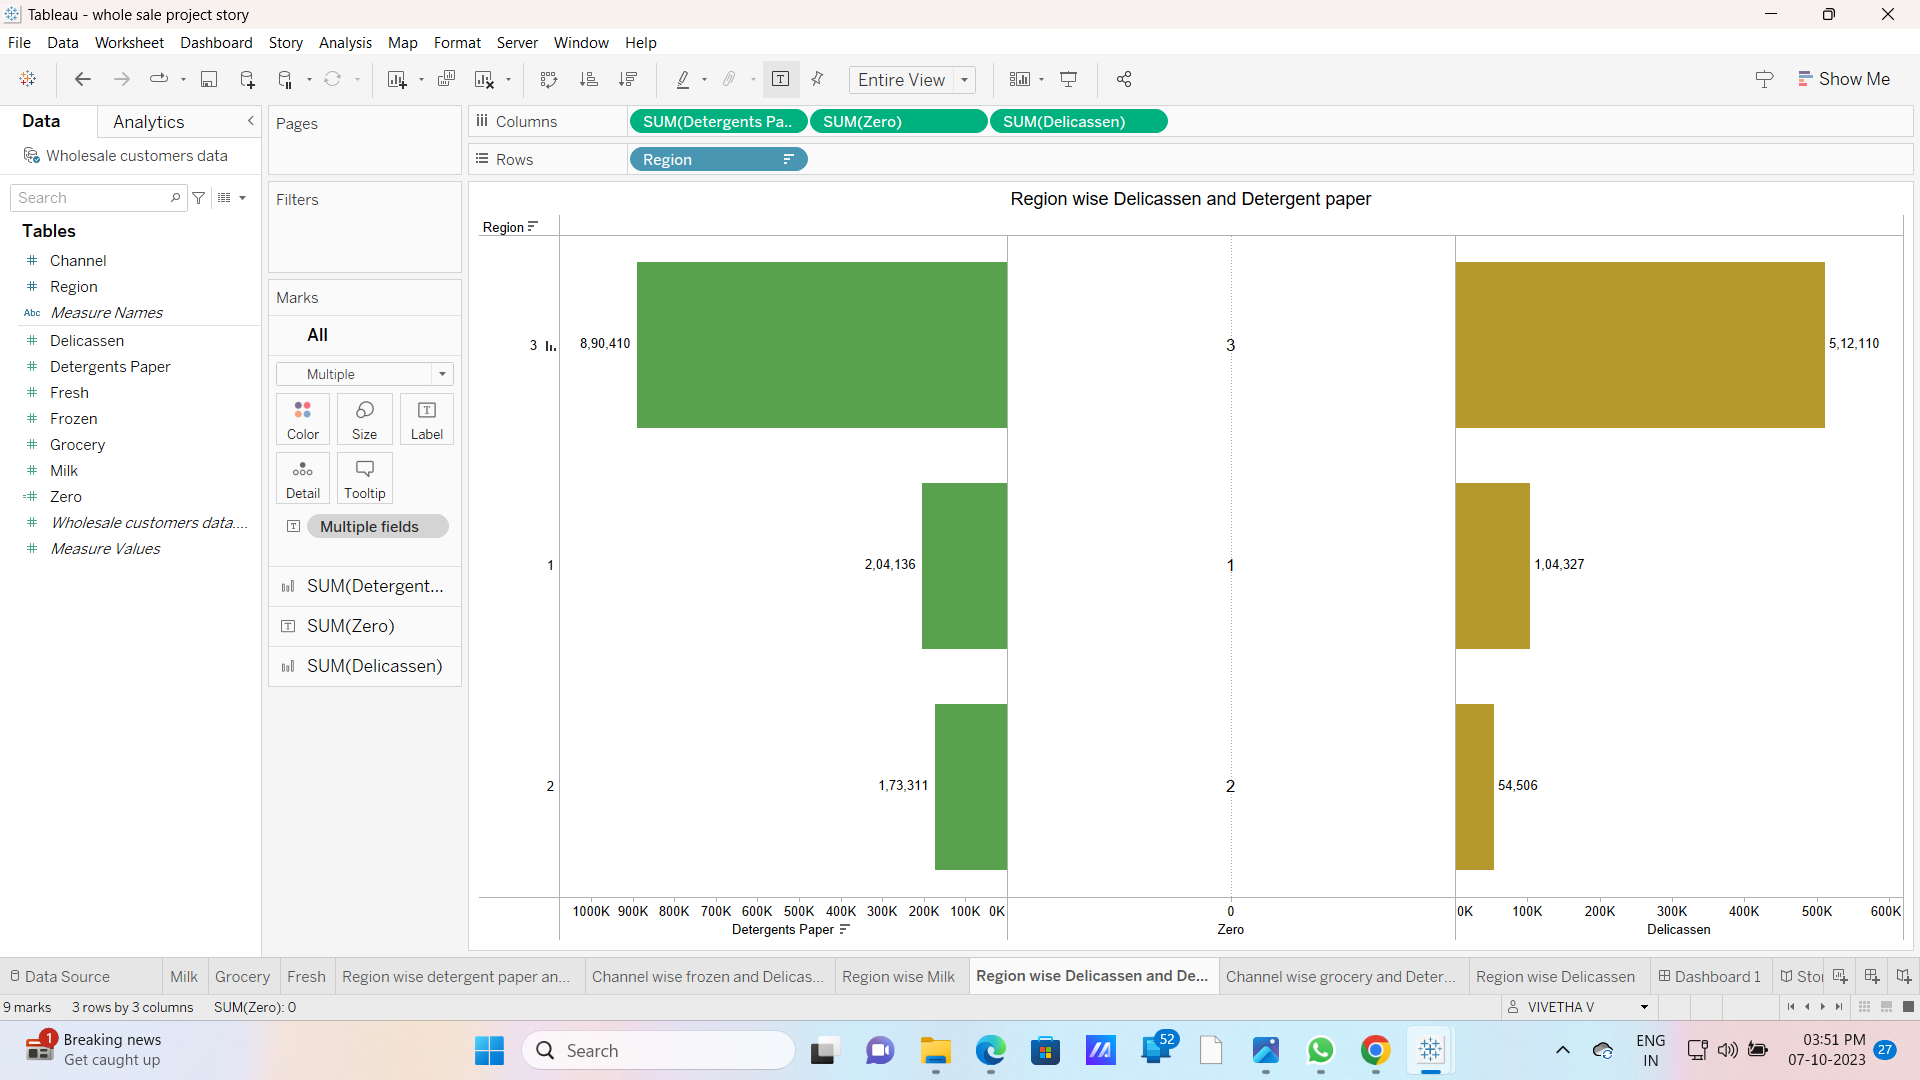 Tableau - whole sale project story
File Data Worksheet Dashboard Story Analysis Map Format Server Window Help
Entire View
Show Me
Data Analytics
Wholesale customers data
Search
Tables
Channel
Region
Abc Measure Names
Delicassen
Detergents Paper
Fresh
Frozen
Grocery
Milk
Zero
Wholesale customers data....
Measure Values
Pages
Filters
Marks
All
Multiple
Color Size Label
Detail Tooltip
Multiple fields
SUM(Detergent...
SUM(Zero)
SUM(Delicassen)
Columns SUM(Detergents Pa.. SUM(Zero) SUM(Delicassen)
Rows Region
Region wise Delicassen and Detergent paper
Region
3 8,90,410 3 5,12,110
1 2,04,136 1 1,04,327
2 1,73,311 2 54,506
1000K 900K 800K 700K 600K 500K 400K 300K 200K 100K 0K 0 0K 100K 200K 300K 400K 500K 600K
Detergents Paper Zero Delicassen
Data Source Milk Grocery Fresh Region wise detergent paper an... Channel wise frozen and Delicas... Region wise Milk Region wise Delicassen and De... Channel wise grocery and Deter... Region wise Delicassen Dashboard 1 Sto
9 marks 3 rows by 3 columns SUM(Zero): 0 VIVETHA V
1 Breaking news
Get caught up
Search
52
ENG
IN
03:51 PM
07-10-2023
27